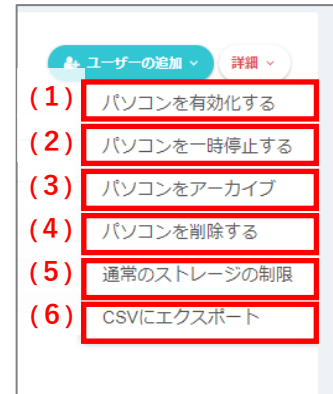 ユーザーの追加 詳細
(1) パソコンを有効化する
(2) パソコンを一時停止する
(3) パソコンをアーカイブ
(4) パソコンを削除する
(5) 通常のストレージの制限
(6) CSVにエクスポート